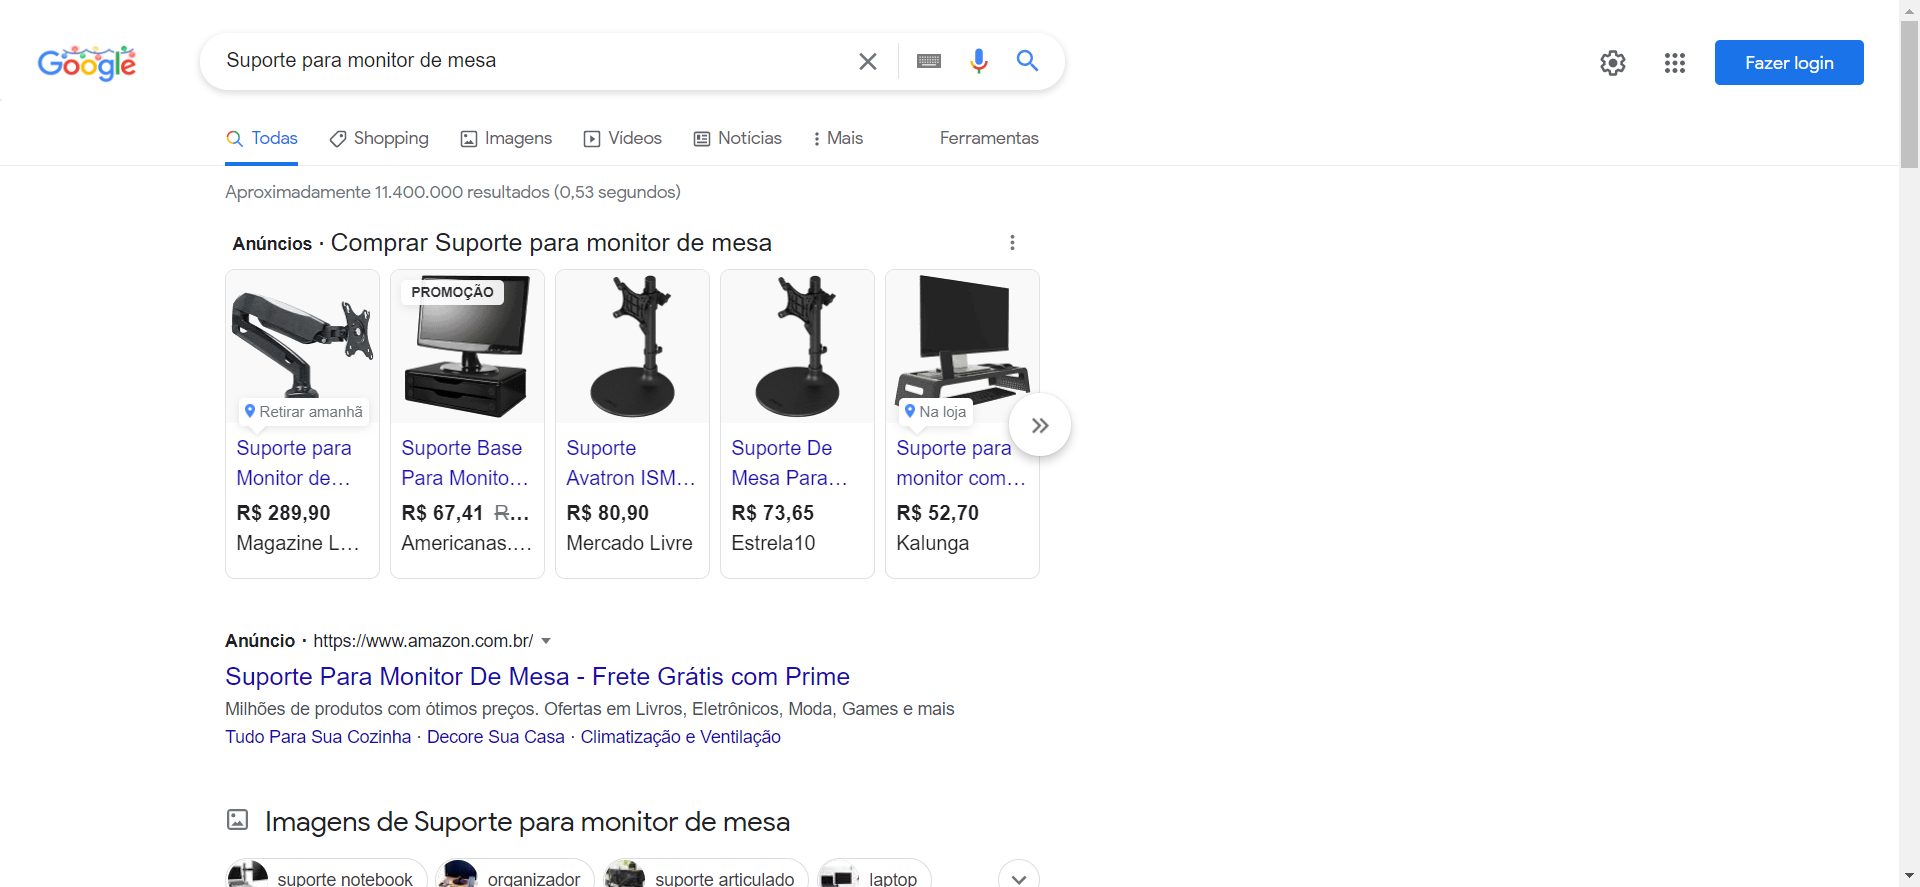 Google
Suporte para monitor de mesa
Fazer login
Todas
Shopping
Imagens
Vídeos
Notícias
Mais
Ferramentas
Aproximadamente 11.400.000 resultados (0,53 segundos)
Anúncios · Comprar Suporte para monitor de mesa
Retirar amanhã
Suporte para
Monitor de...
R$ 289,90
Magazine L...
PROMOÇÃO
Suporte Base
Para Monito...
R$ 67,41 R...
Americanas....
Suporte
Avatron ISM...
R$ 80,90
Mercado Livre
Suporte De
Mesa Para...
R$ 73,65
Estrela10
Na loja
Suporte para
monitor com...
R$ 52,70
Kalunga
Anúncio · https://www.amazon.com.br/
Suporte Para Monitor De Mesa - Frete Grátis com Prime
Milhões de produtos com ótimos preços. Ofertas em Livros, Eletrônicos, Moda, Games e mais
Tudo Para Sua Cozinha · Decore Sua Casa · Climatização e Ventilação
Imagens de Suporte para monitor de mesa
suporte notebook
organizador
suporte articulado
laptop